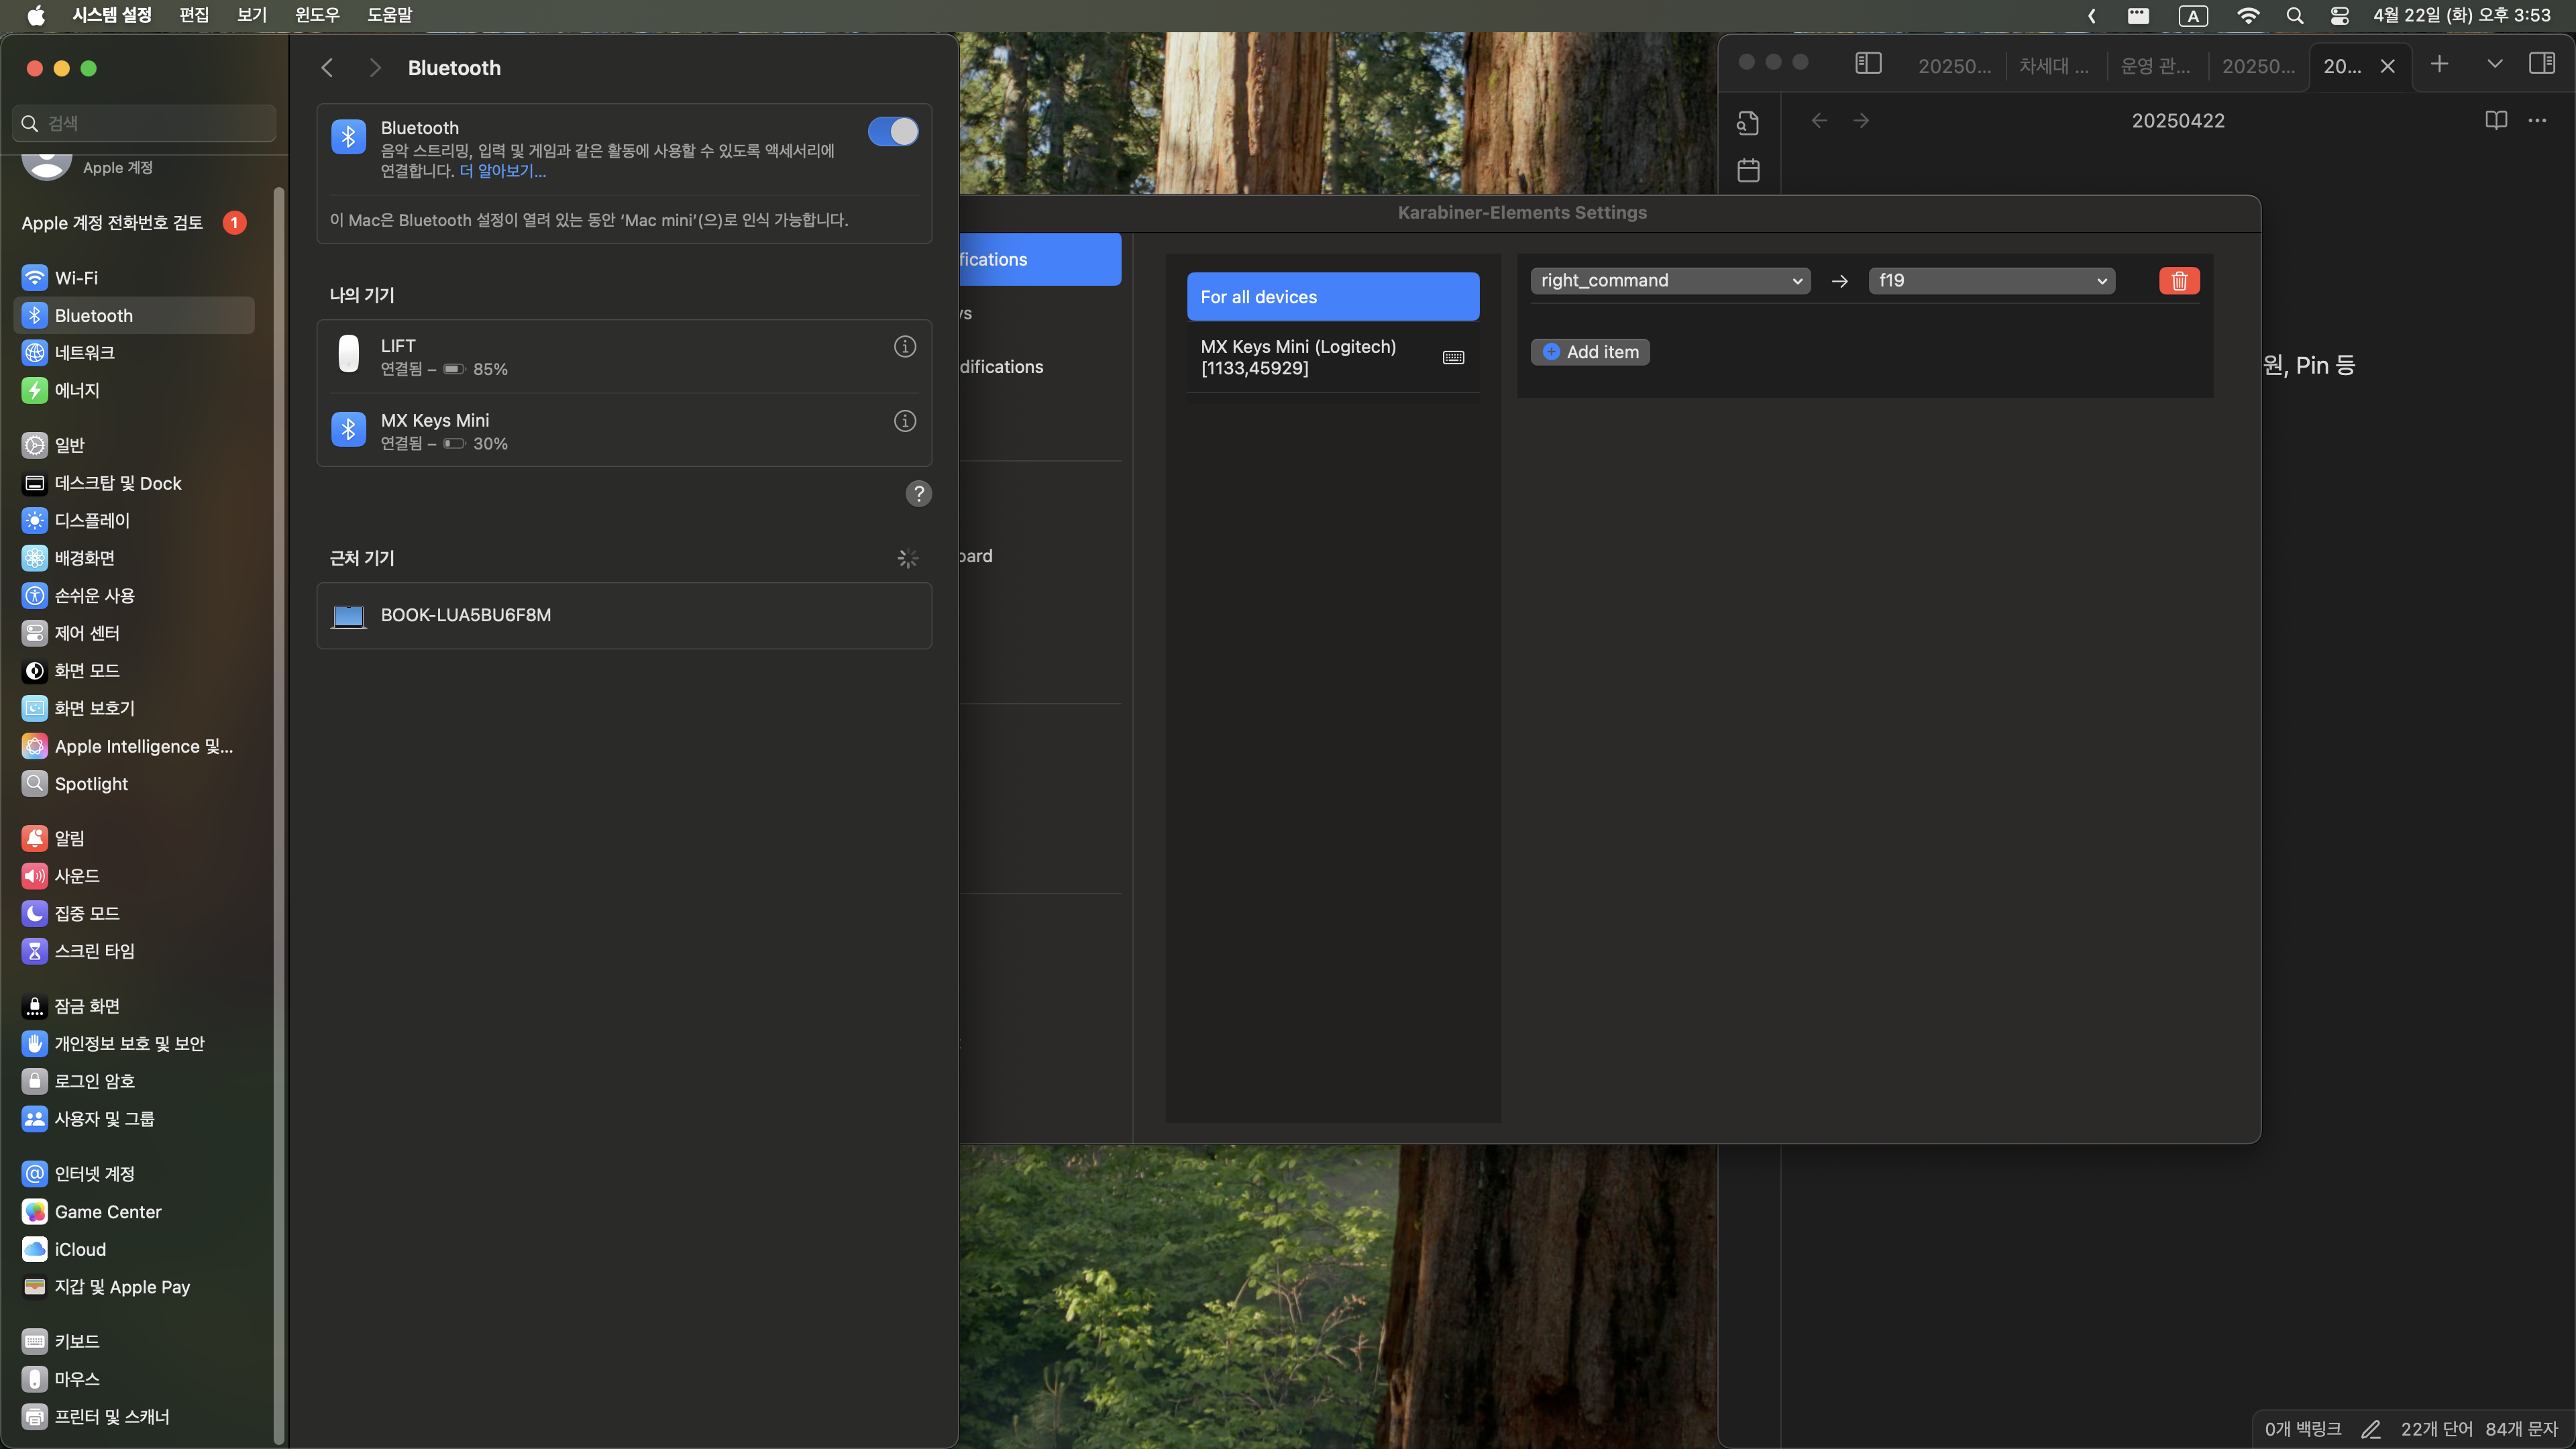 시스템 설정 편집 보기 윈도우 도움말
A 4월 22일 (화) 오후 3:53
검색
Apple 계정
Apple 계정 전화번호 검토 1
Wi-Fi
Bluetooth
네트워크
에너지
일반
데스크탑 및 Dock
디스플레이
배경화면
손쉬운 사용
제어 센터
화면 모드
화면 보호기
Apple Intelligence 및...
Spotlight
알림
사운드
집중 모드
스크린 타임
잠금 화면
개인정보 보호 및 보안
로그인 암호
사용자 및 그룹
인터넷 계정
Game Center
iCloud
지갑 및 Apple Pay
키보드
마우스
프린터 및 스캐너
Bluetooth
Bluetooth
음악 스트리밍, 입력 및 게임과 같은 활동에 사용할 수 있도록 액세서리에
연결합니다. 더 알아보기...
이 Mac은 Bluetooth 설정이 열려 있는 동안 ‘Mac mini’(으)로 인식 가능합니다.
나의 기기
LIFT
연결됨 – 85%
MX Keys Mini
연결됨 – 30%
?
근처 기기
BOOK-LUA5BU6F8M
Karabiner-Elements Settings
fications
ys
difications
oard
For all devices
MX Keys Mini (Logitech)
[1133,45929]
right_command → f19
Add item
20250... 차세대 ... 운영 관... 20250... 20...
20250422
원, Pin 등
0개 백링크 22개 단어 84개 문자